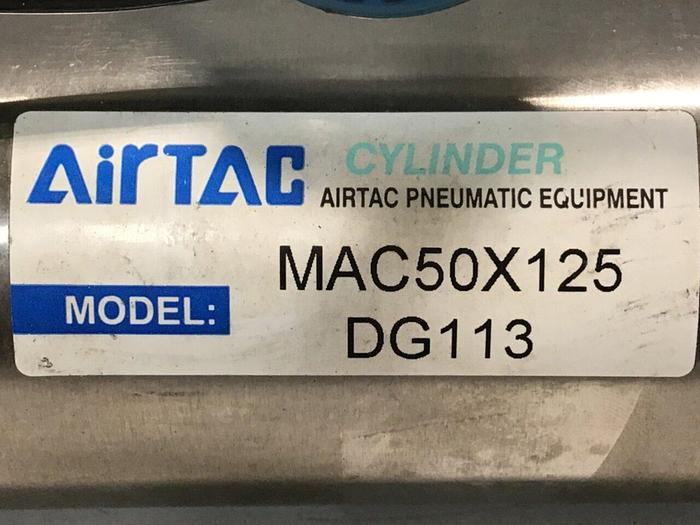 AirTAC CYLINDER
AIRTAC PNEUMATIC EQUIPMENT
MAC50X125
MODEL:
DG113